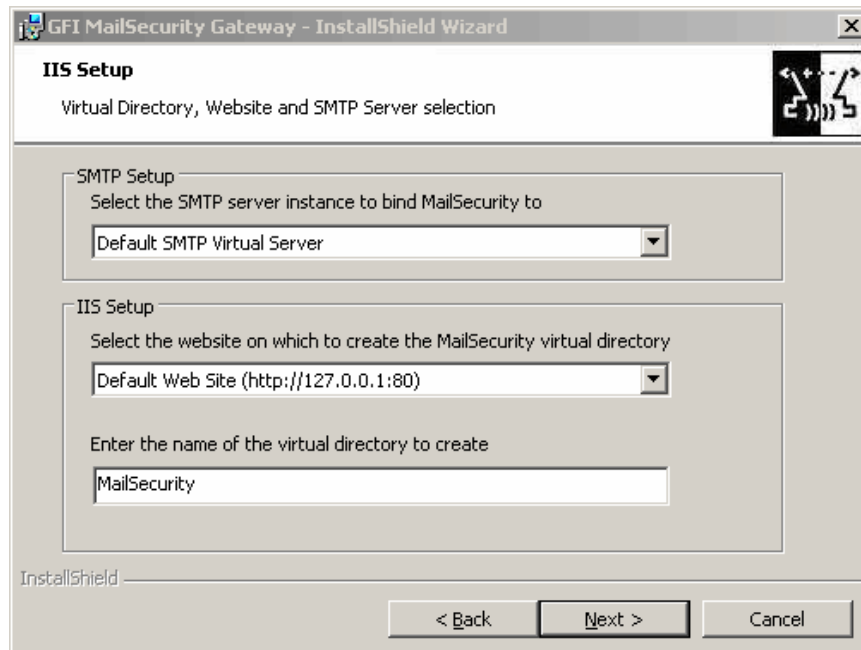 GFI MailSecurity Gateway - InstallShield Wizard
IIS Setup
Virtual Directory, Website and SMTP Server selection
SMTP Setup
Select the SMTP server instance to bind MailSecurity to
Default SMTP Virtual Server
IIS Setup
Select the website on which to create the MailSecurity virtual directory
Default Web Site (http://127.0.0.1:80)
Enter the name of the virtual directory to create
MailSecurity
InstallShield
< Back
Next >
Cancel